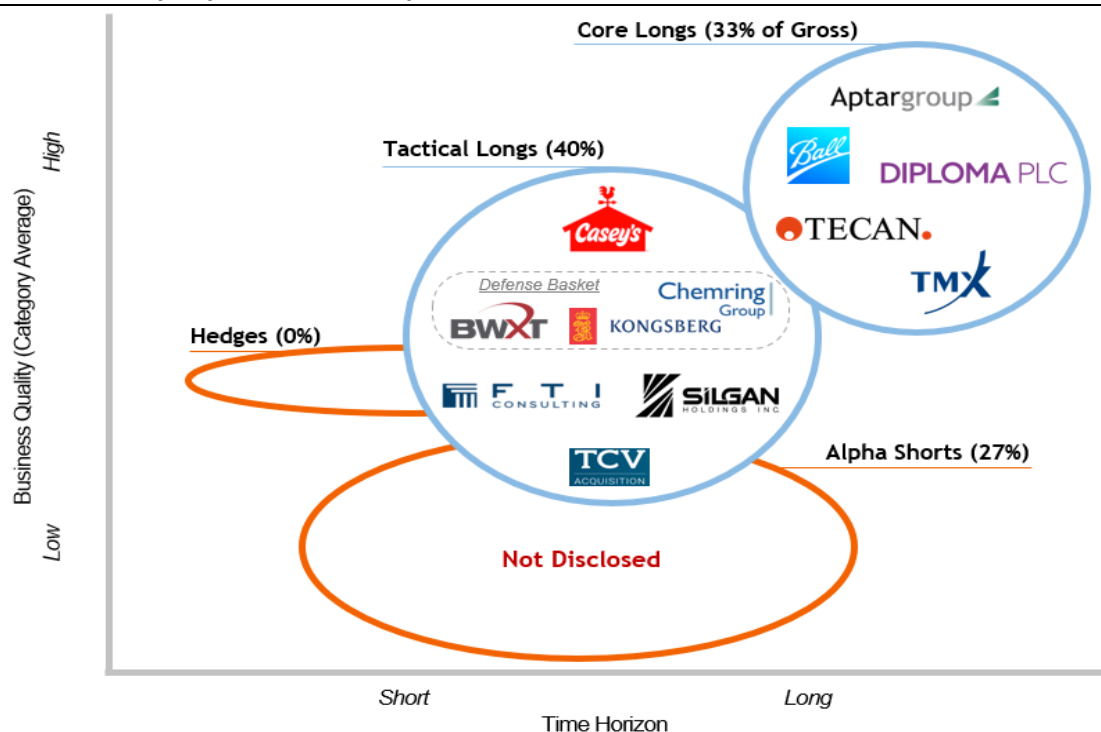 Core Longs (33% of Gross)
Aptargroup
Ball
DIPLOMA PLC
TECAN.
TMX
Tactical Longs (40%)
Casey's
Defense Basket
Chemring
Group
BWXT
KONGSBERG
Hedges (0%)
F T I
CONSULTING
SILGAN
HOLDINGS INC
TCV
ACQUISITION
Alpha Shorts (27%)
Not Disclosed
High
Business Quality (Category Average)
Low
Short
Long
Time Horizon